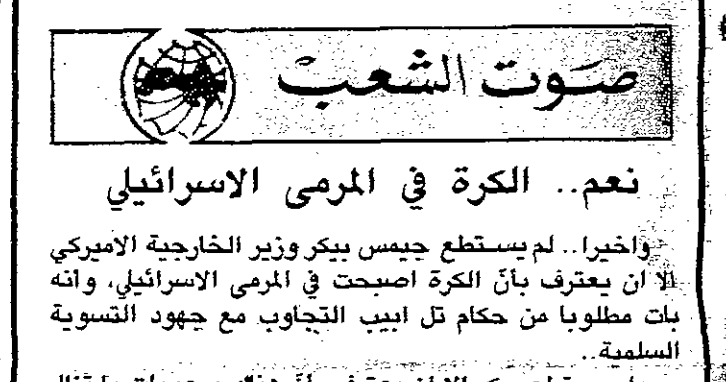 صوت الشعب
نعم.. الكرة في المرمى الاسرائيلي
واخيرا.. لم يستطع جيمس بيكر وزير الخارجية الاميركي
الا ان يعترف بأنّ الكرة اصبحت في المرمى الاسرائيلي، وانه
بات مطلوبا من حكام تل ابيب التجاوب مع جهود التسوية
السلمية..